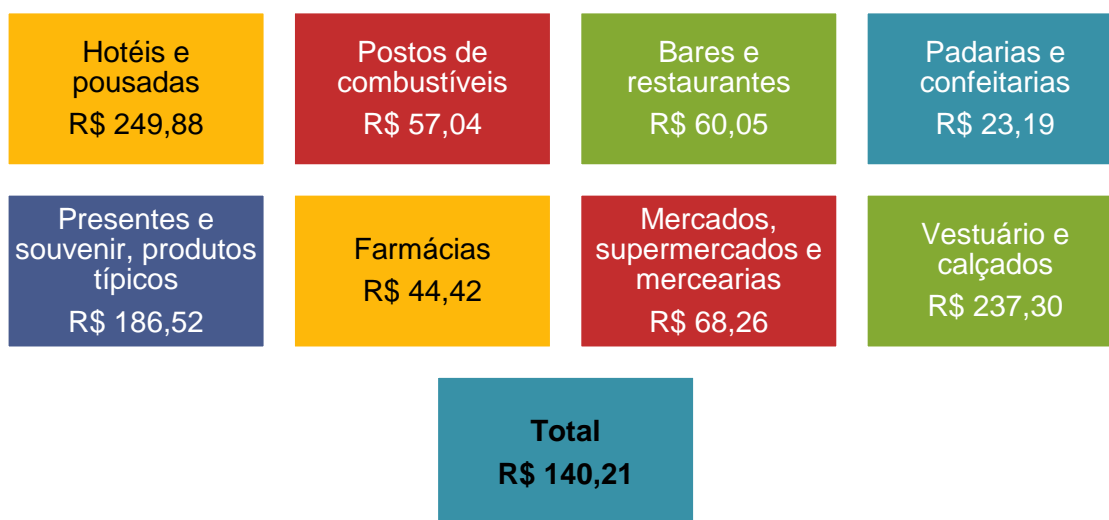 Hotéis e
pousadas
R$ 249,88
Postos de
combustíveis
R$ 57,04
Bares e
restaurantes
R$ 60,05
Padarias e
confeitarias
R$ 23,19
Presentes e
souvenir, produtos
típicos
R$ 186,52
Farmácias
R$ 44,42
Mercados,
supermercados e
mercearias
R$ 68,26
Vestuário e
calçados
R$ 237,30
Total
R$ 140,21